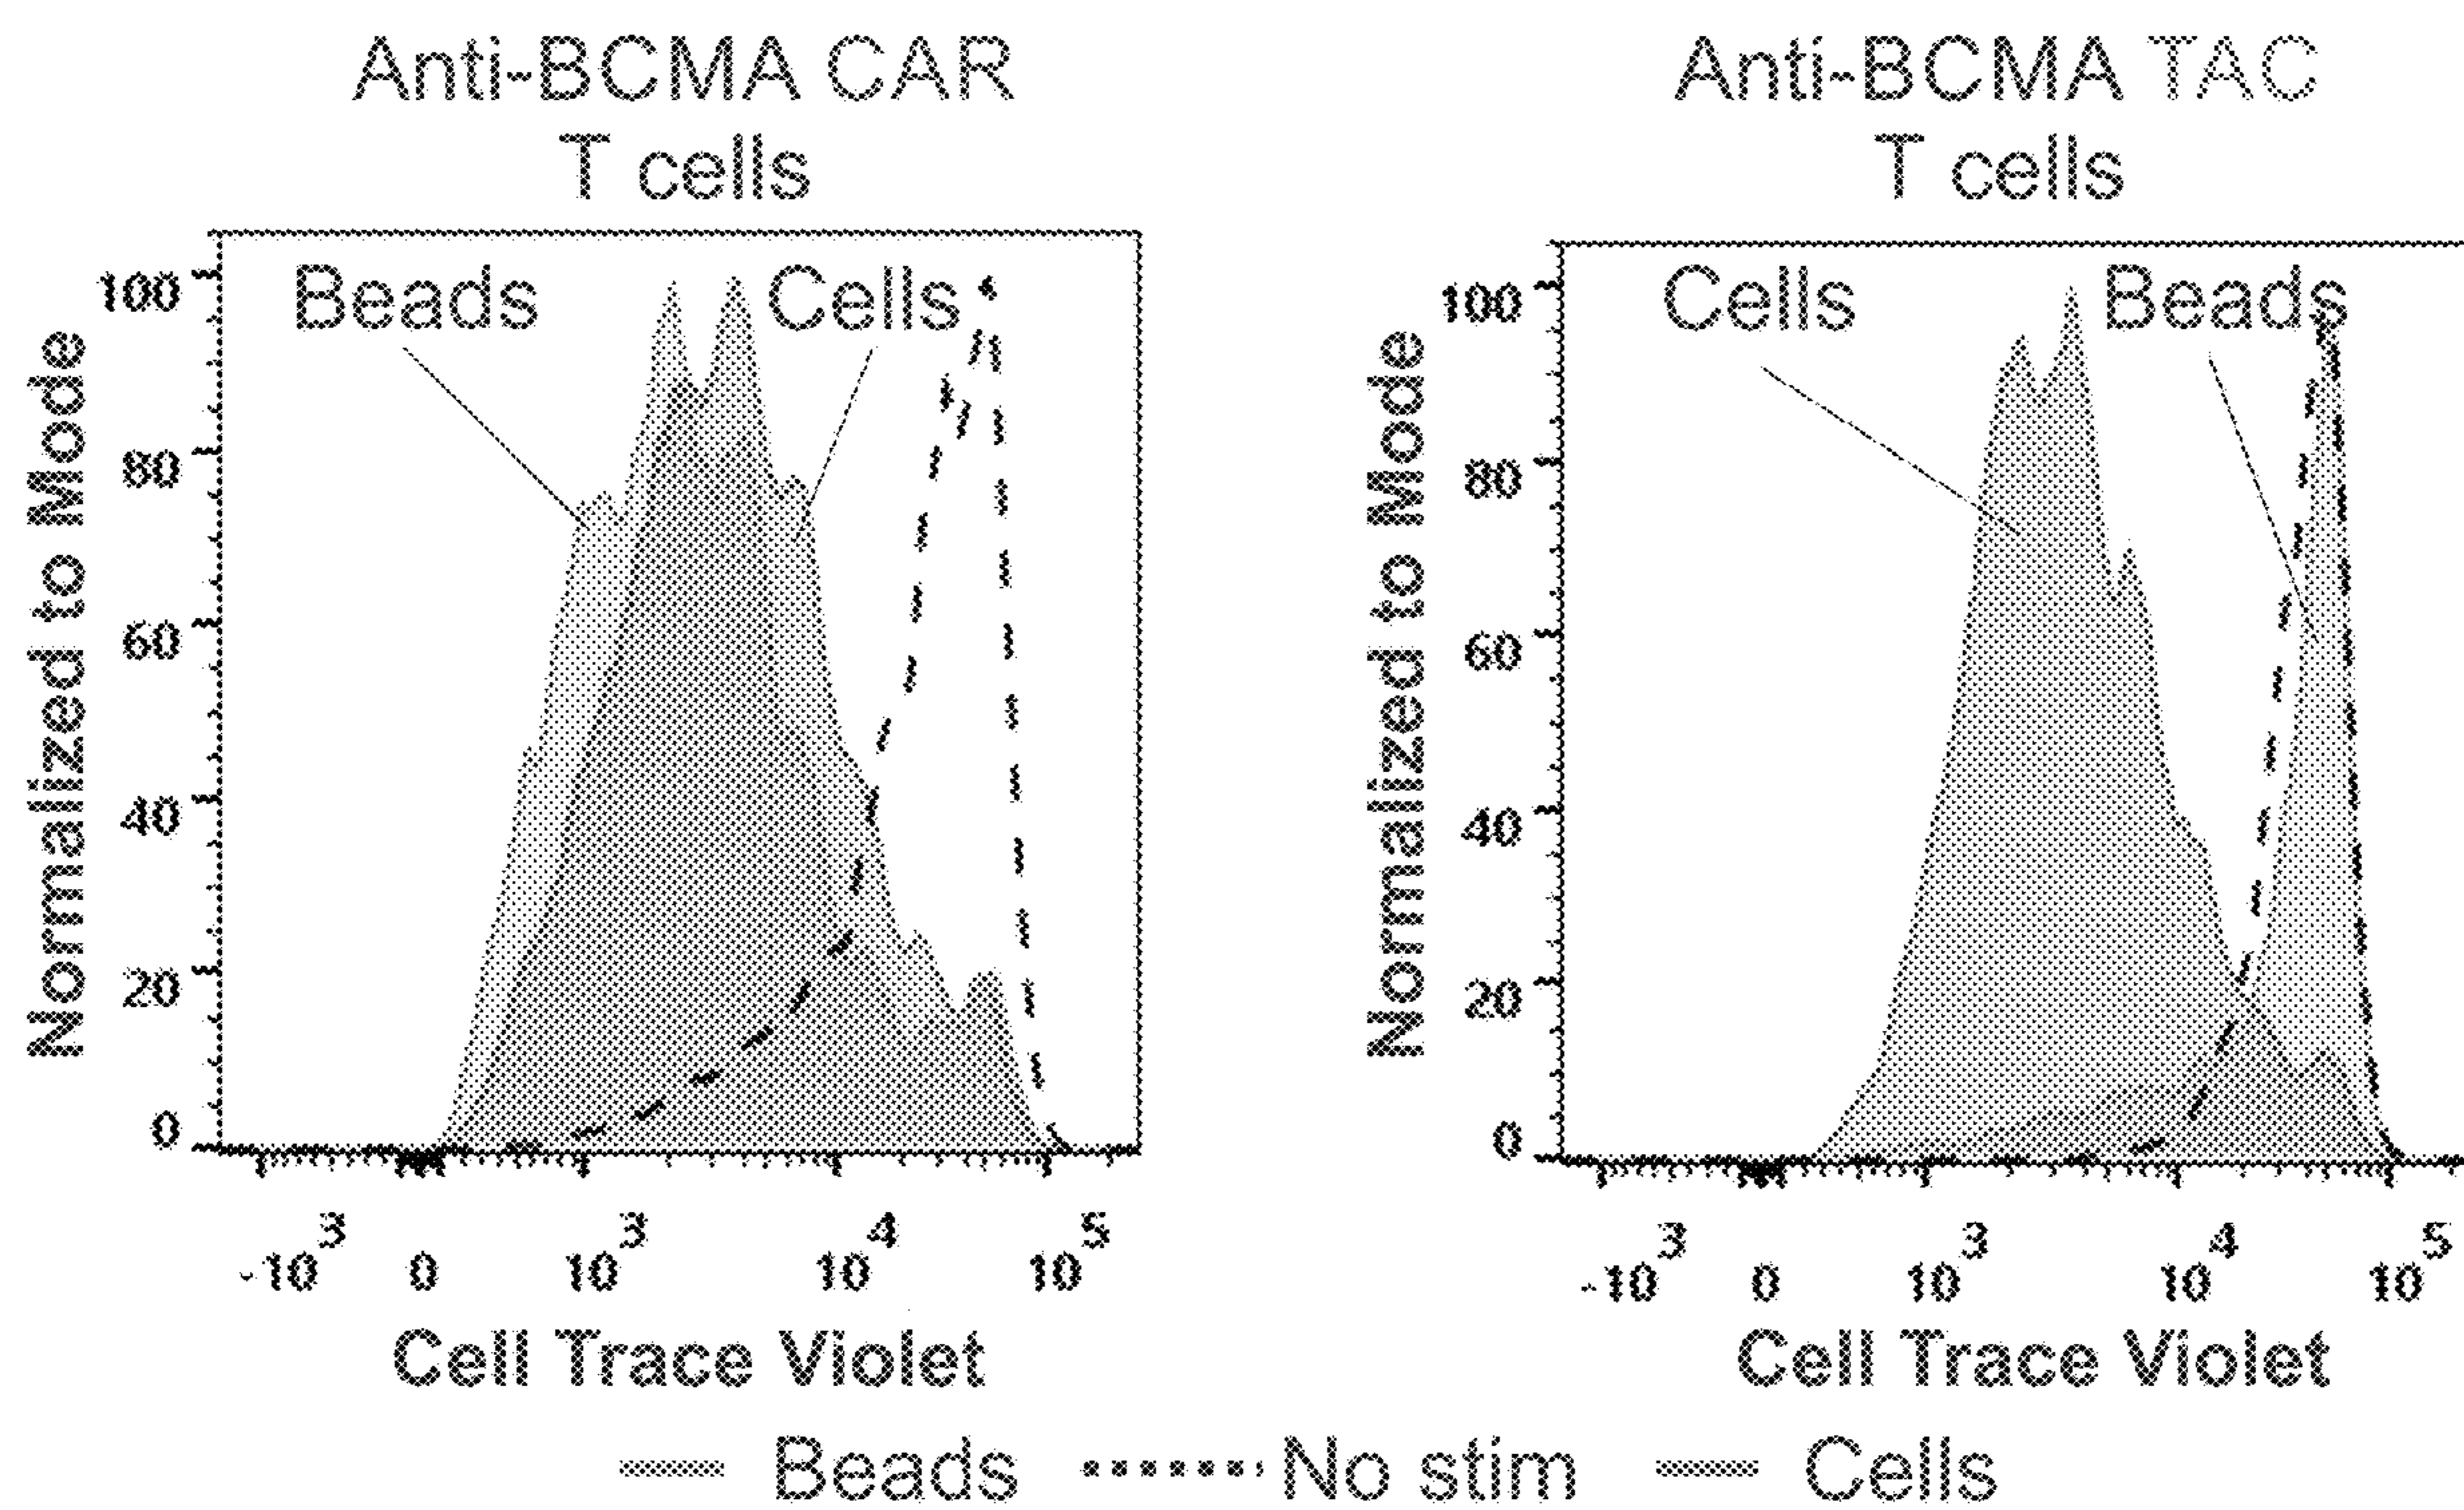 Anti-BCMA CAR
T cells
Anti-BCMA TAC
T cells
Beads
Cells
Cells
Beads
Normalized to Mode
100
80
60
40
20
0
-10^3 0 10^3 10^4 10^5
Cell Trace Violet
Normalized to Mode
100
80
60
40
20
0
-10^3 0 10^3 10^4 10^5
Cell Trace Violet
Beads No stim Cells